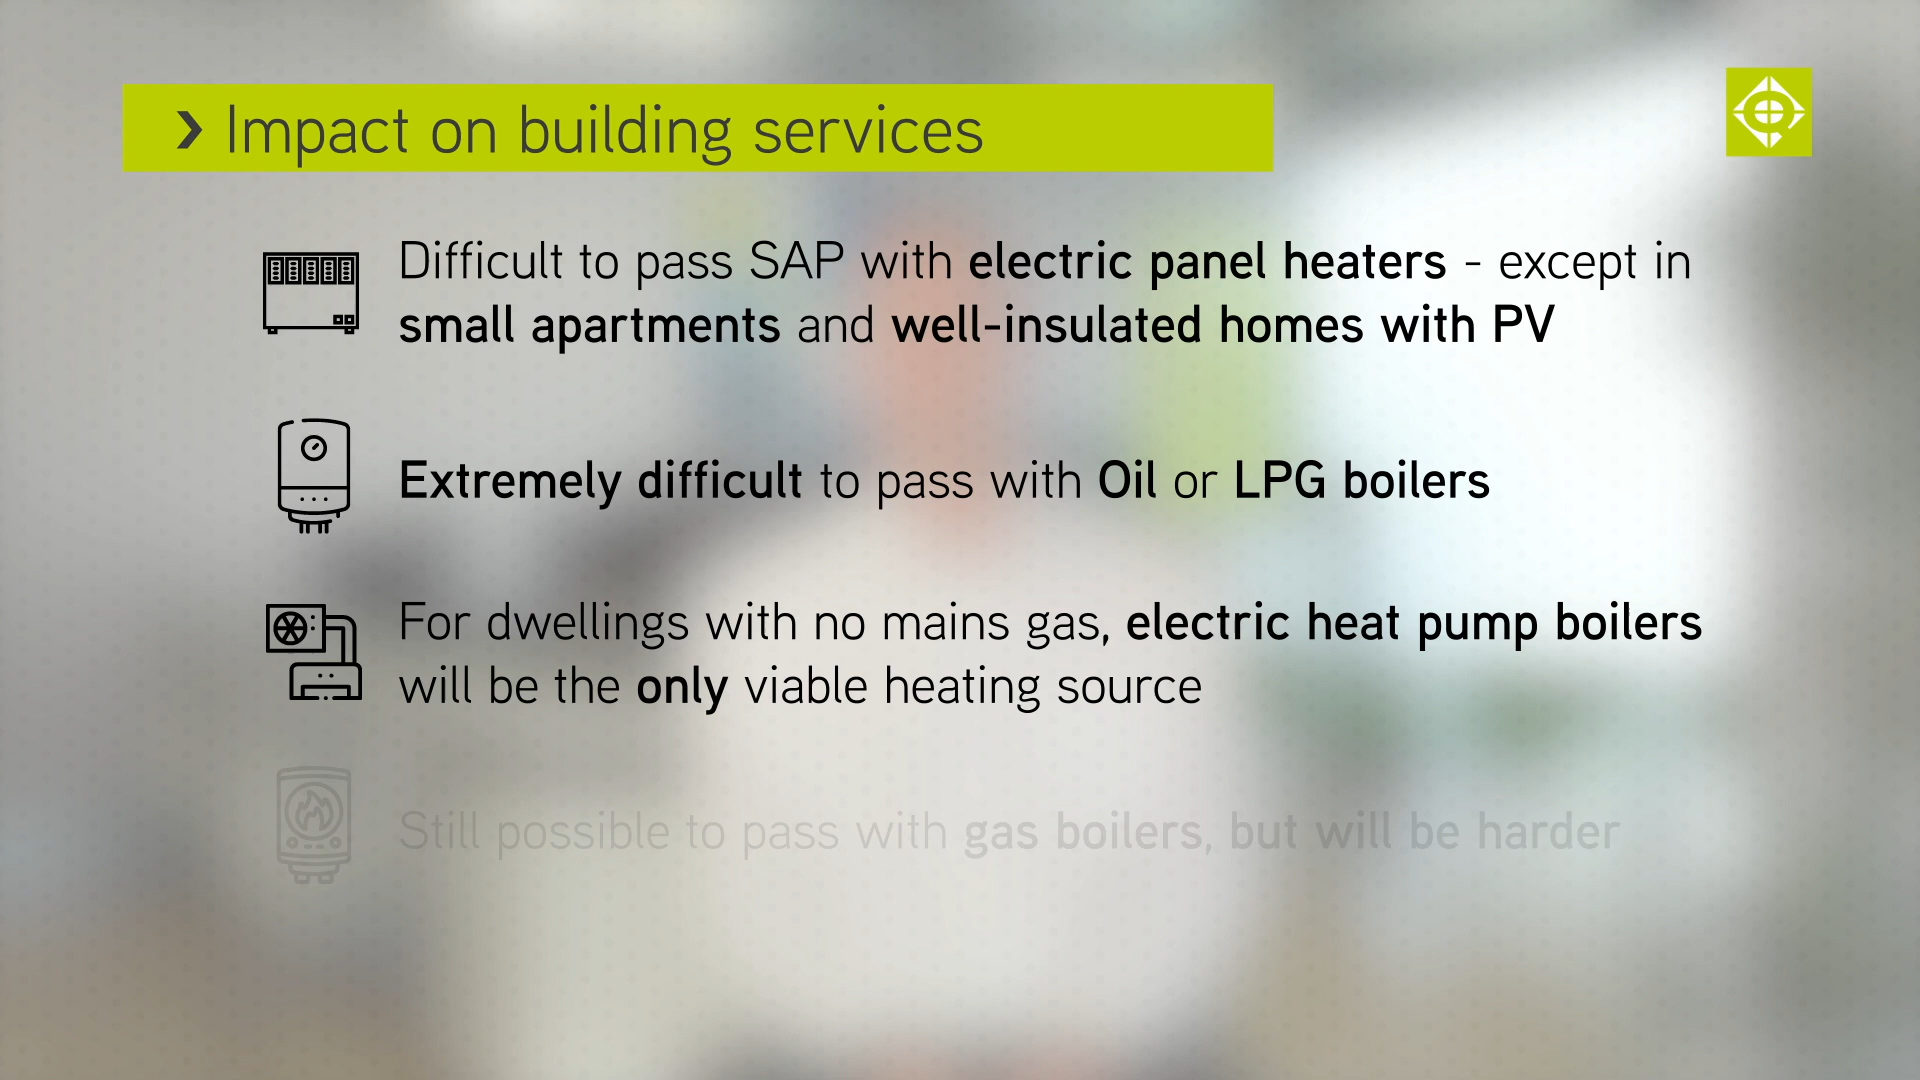 Impact on building services
Difficult to pass SAP with electric panel heaters - except in
small apartments and well-insulated homes with PV
Extremely difficult to pass with Oil or LPG boilers
For dwellings with no mains gas, electric heat pump boilers
will be the only viable heating source
Still possible to pass with gas boilers, but will be harder